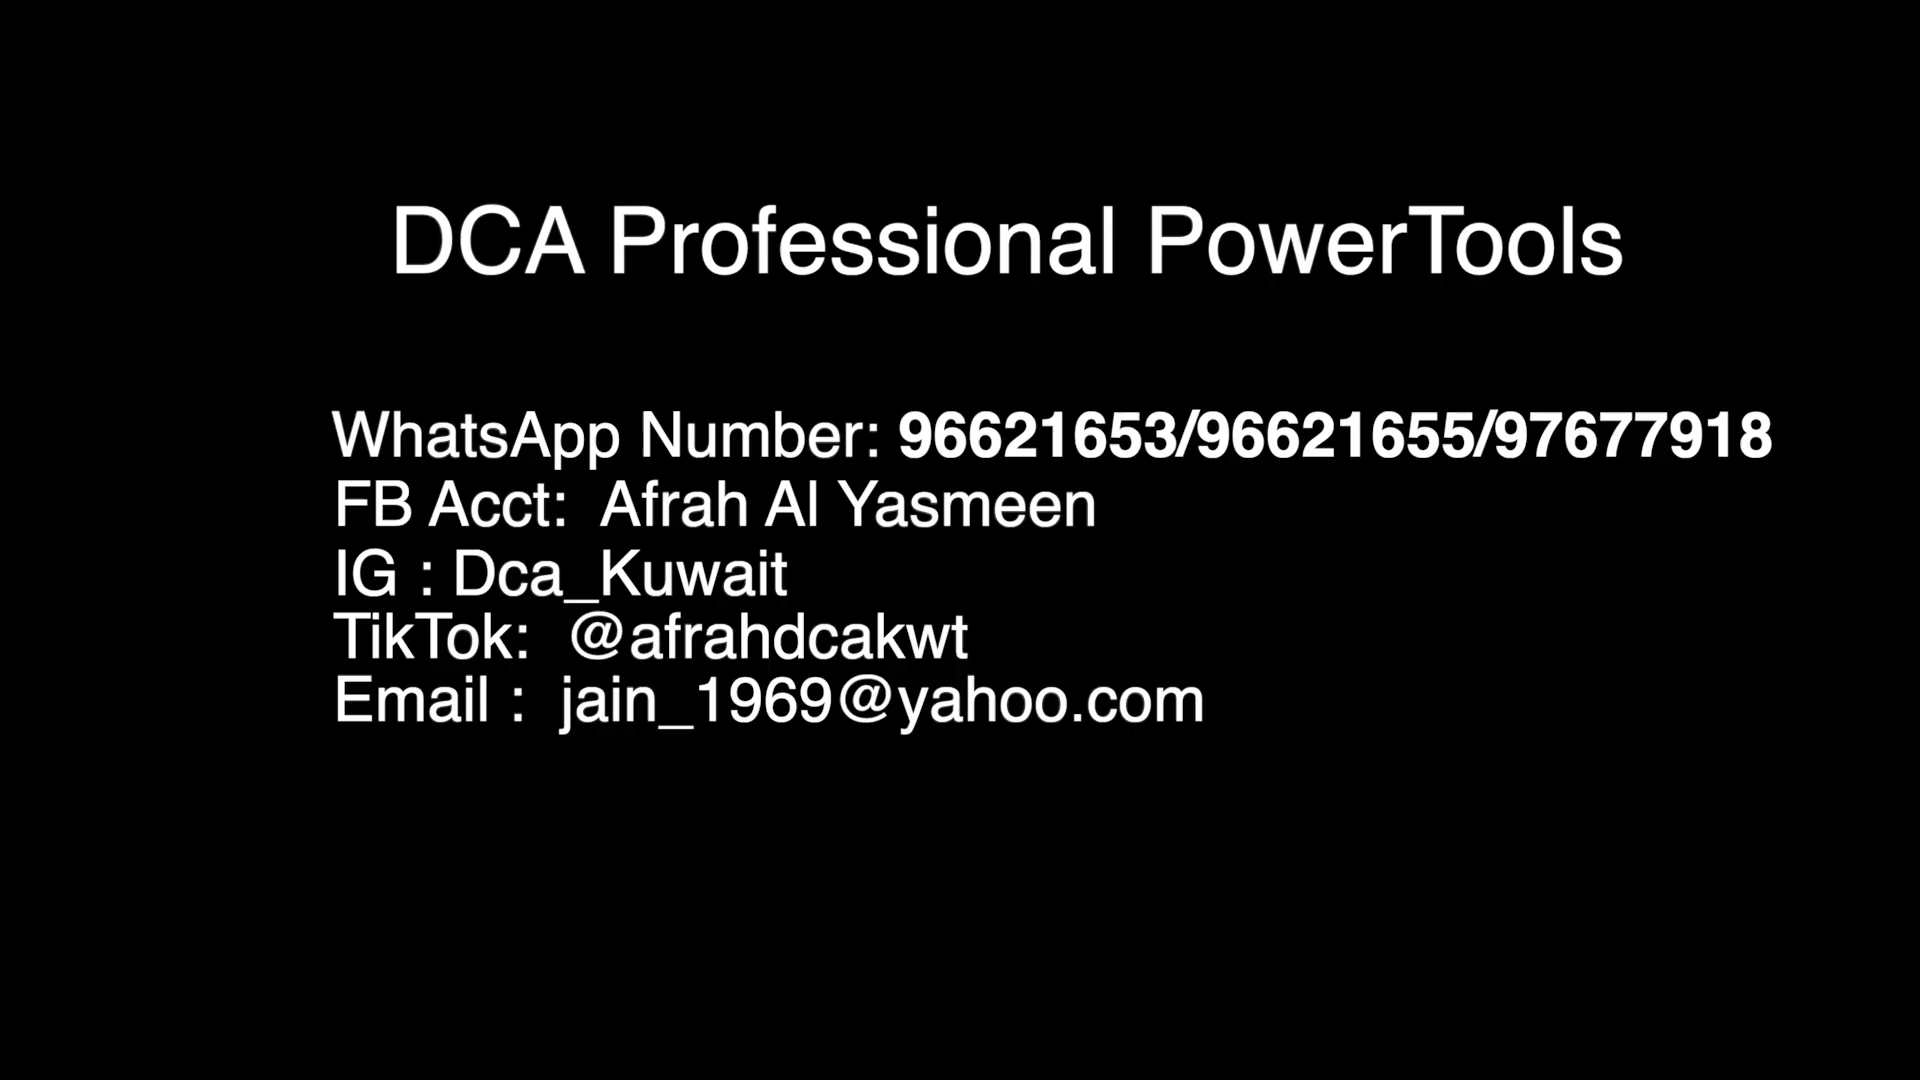 DCA Professional PowerTools
WhatsApp Number: 96621653/96621655/97677918
FB Acct:  Afrah Al Yasmeen
IG : Dca_Kuwait
TikTok:  @afrahdcakwt
Email :  jain_1969@yahoo.com